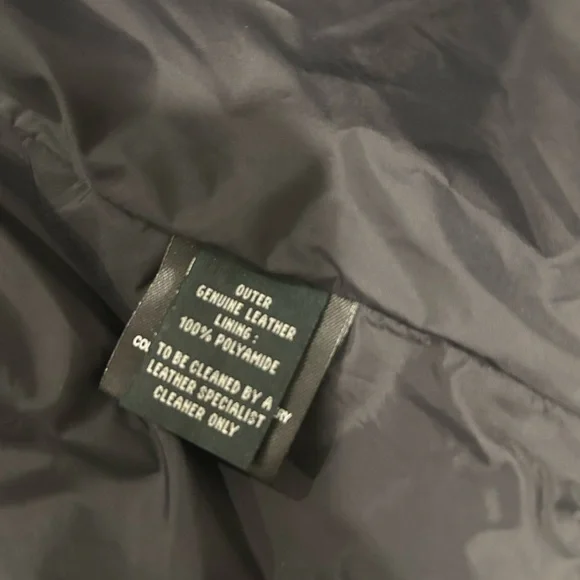 OUTER
GENUINE LEATHER
LINING:
100% POLYAMIDE
TO BE CLEANED BY A
LEATHER SPECIALIST
CLEANER ONLY